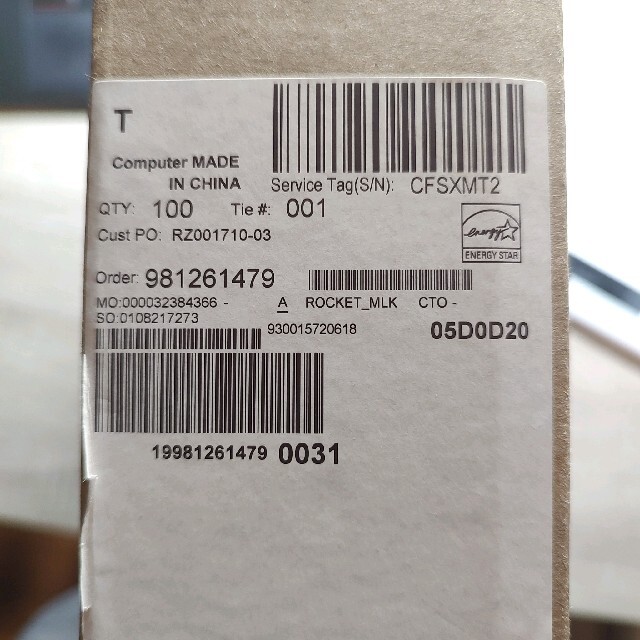 T
Computer MADE
IN CHINA
Service Tag(S/N): CFSXMT2
QTY: 100 Tie #: 001
Cust PO: RZ001710-03
energy
ENERGY STAR
Order: 981261479
MO:000032384366 - A ROCKET_MLK CTO -
SO:0108217273
930015720618
05D0D20
19981261479 0031